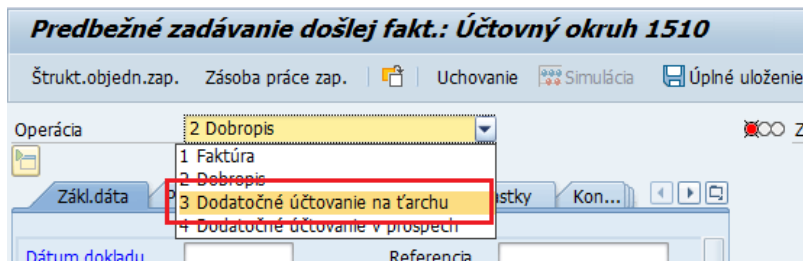 Predbežné zadávanie došlej fakt.: Účtovný okruh 1510
Štrukt.objedn.zap. Zásoba práce zap. Uchovanie Simulácia Úplné uloženie
Operácia 2 Dobropis Z
1 Faktúra
2 Dobropis
Zákl.dáta P 3 Dodatočné účtovanie na ťarchu astky Kon...
4 Dodatočné účtovanie v prospech
Dátum dokladu Referencia